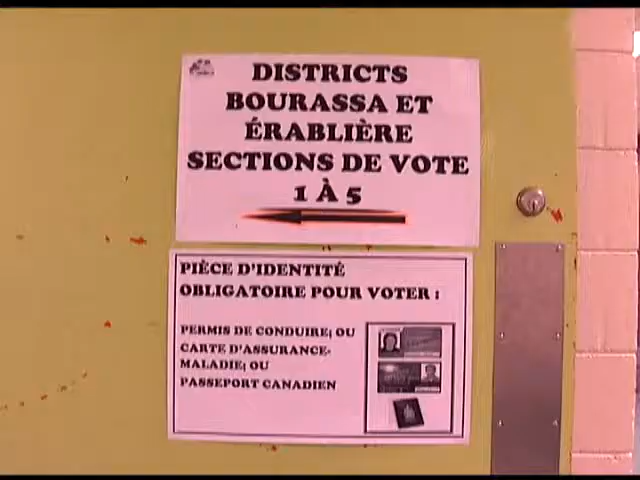 DISTRICTS
BOURASSA ET
ÉRABLIÈRE
SECTIONS DE VOTE
1 À 5
PIÈCE D'IDENTITÉ
OBLIGATOIRE POUR VOTER :
PERMIS DE CONDUIRE; OU
CARTE D'ASSURANCE-
MALADIE; OU
PASSEPORT CANADIEN